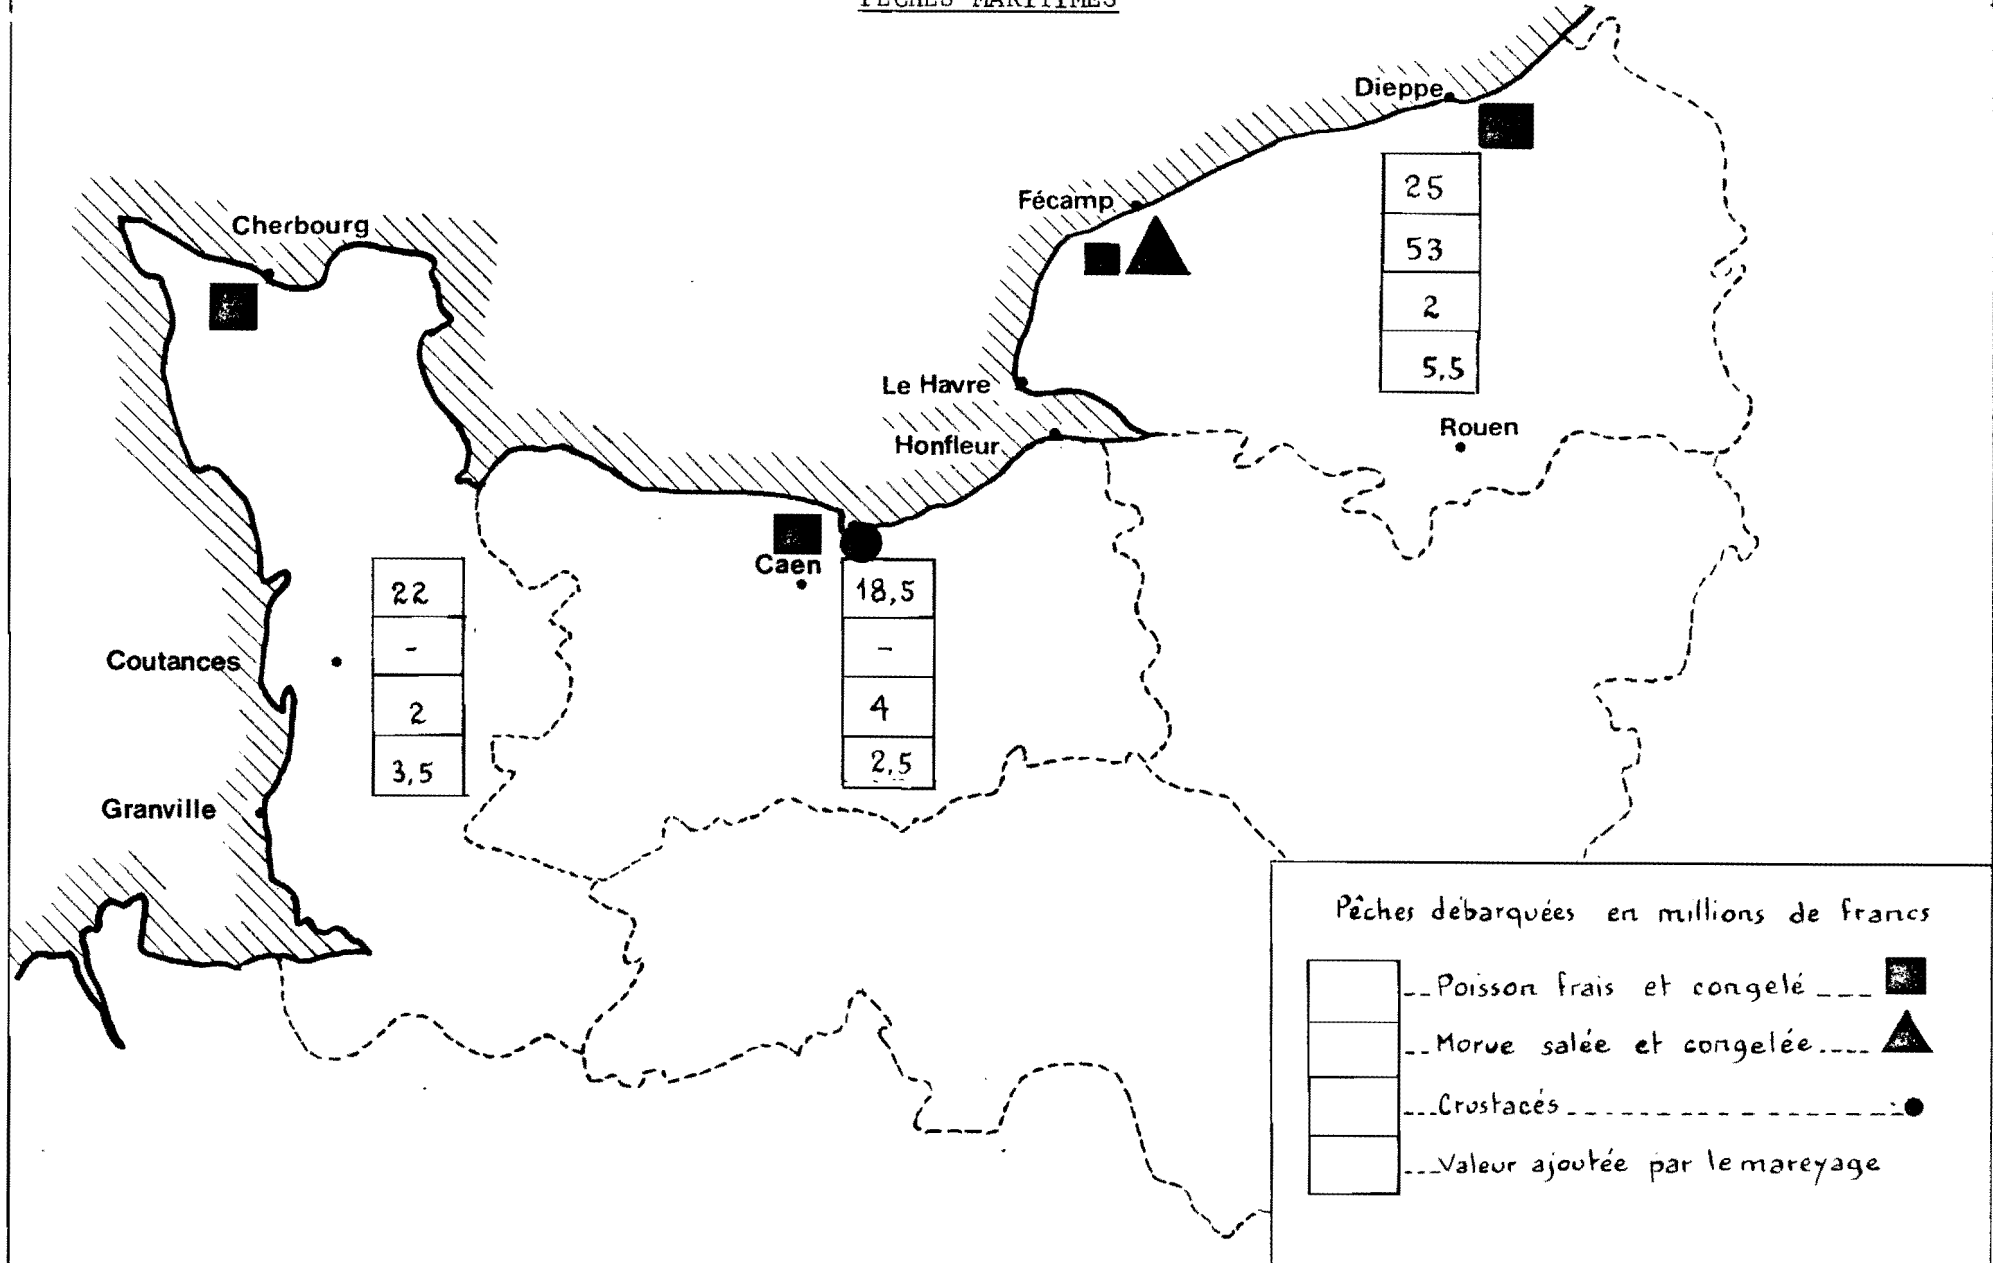 PECHES MARITIMES
Dieppe
Fécamp
25
53
2
5,5
Cherbourg
Le Havre
Honfleur
Rouen
Caen
22
-
2
3,5
18,5
-
4
2,5
Coutances
Granville
Pêches débarquées en millions de francs
Poisson frais et congelé
Morue salée et congelée
Crustacés
Valeur ajoutée par le mareyage